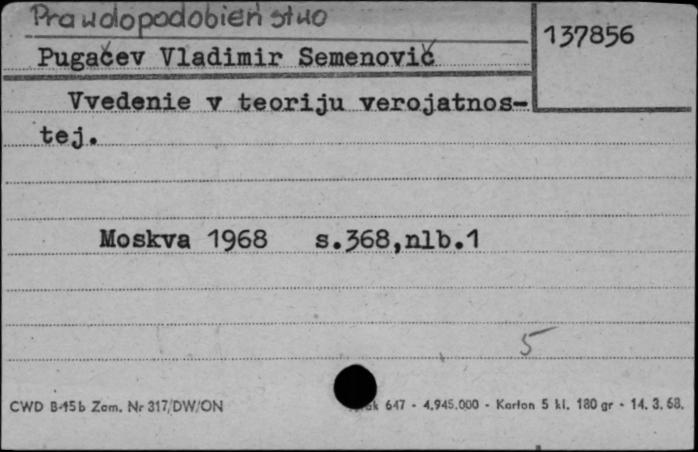 Prawdopodobieństwo
137856
Pugačev Vladimir Semenovič
Vvedenie v teoriju verojatnos-
tej.
Moskva 1968 s.368,nlb.1
5
CWD B-15b Zam. Nr 317/DW/ON 647 - 4.945.000 - Karton 5 kl. 180 gr - 14. 3. 68.